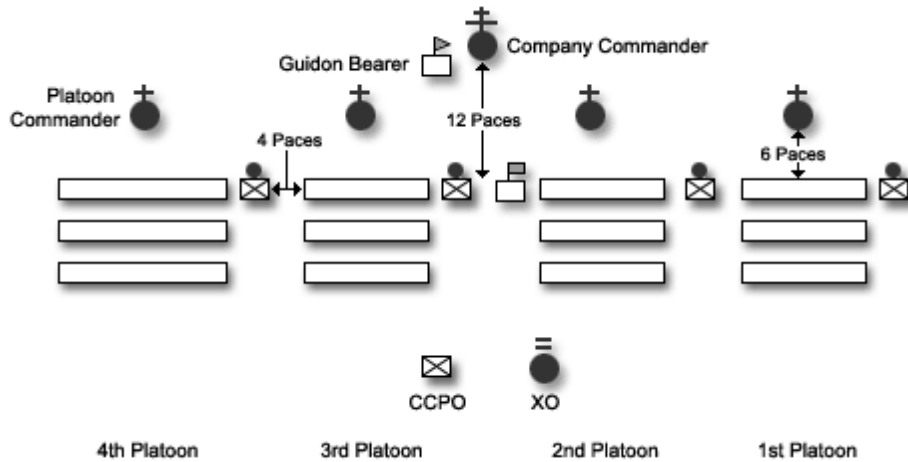 Company Commander
Guidon Bearer
Platoon
Commander
12 Paces
4 Paces
6 Paces
CCPO
XO
4th Platoon
3rd Platoon
2nd Platoon
1st Platoon